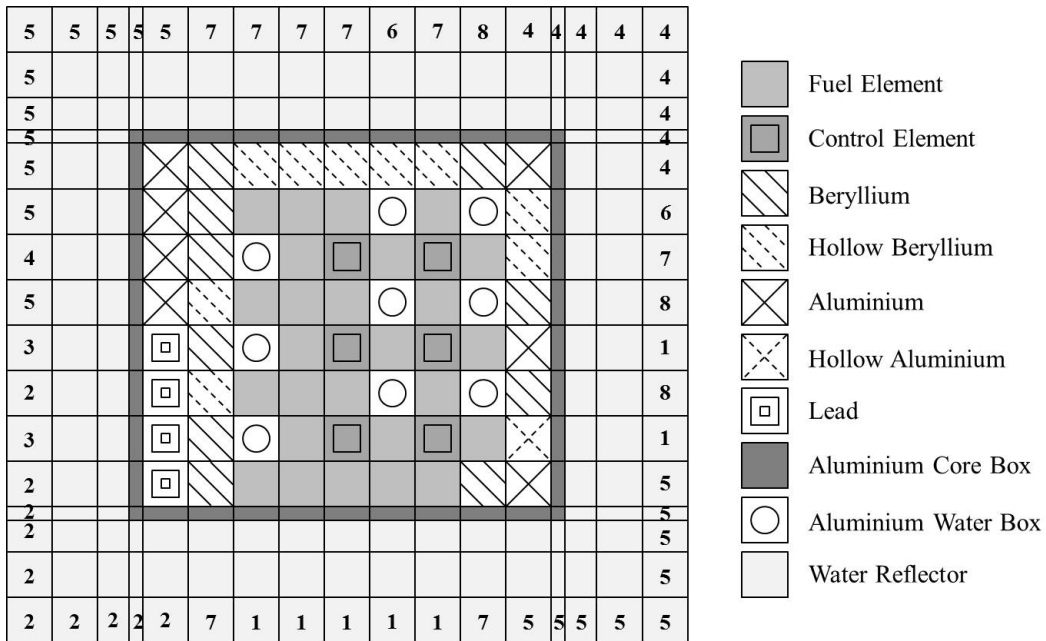 5 5 5 5 5 7 7 7 7 6 7 8 4 4 4 4 4
5 4
5 4
5 4
5 4
5 6
4 7
5 8
3 1
2 8
3 1
2 5
2 5
2 5
2 5
2 2 2 2 2 7 1 1 1 1 1 7 5 5 5 5 5
Fuel Element
Control Element
Beryllium
Hollow Beryllium
Aluminium
Hollow Aluminium
Lead
Aluminium Core Box
Aluminium Water Box
Water Reflector